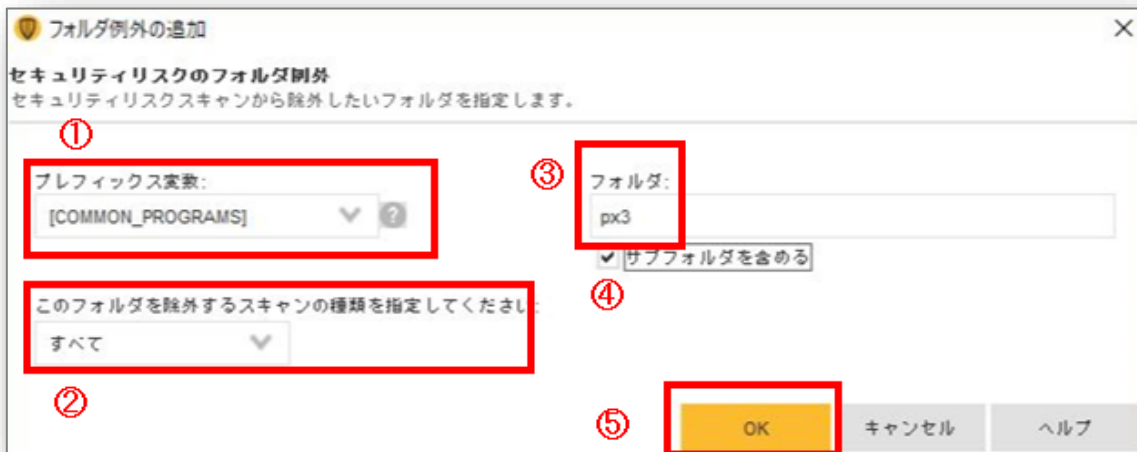 フォルダ例外の追加
セキュリティリスクのフォルダ例外
セキュリティリスクスキャンから除外したいフォルダを指定します。
①
プレフィックス変数:
[COMMON_PROGRAMS]
③
フォルダ:
px3
サブフォルダを含める
④
このフォルダを除外するスキャンの種類を指定してください:
すべて
②
⑤
OK
キャンセル
ヘルプ